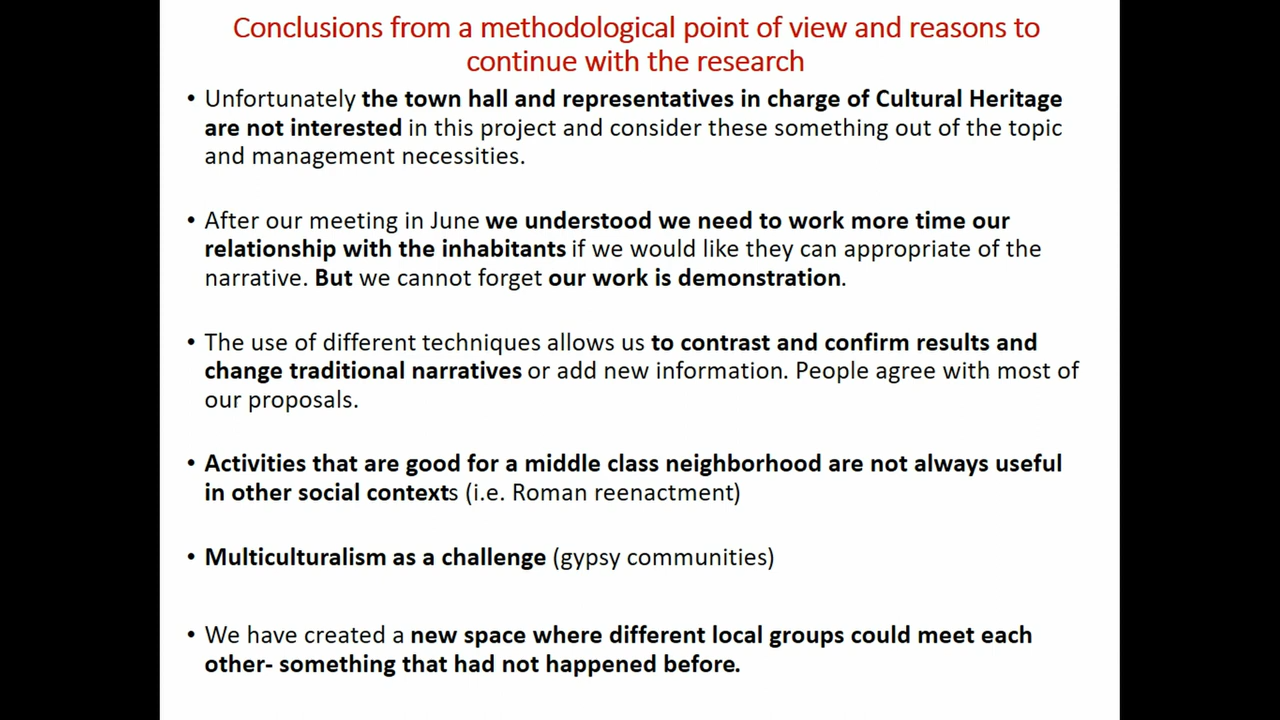 Conclusions from a methodological point of view and reasons to
continue with the research
• Unfortunately the town hall and representatives in charge of Cultural Heritage
are not interested in this project and consider these something out of the topic
and management necessities.
• After our meeting in June we understood we need to work more time our
relationship with the inhabitants if we would like they can appropriate of the
narrative. But we cannot forget our work is demonstration.
• The use of different techniques allows us to contrast and confirm results and
change traditional narratives or add new information. People agree with most of
our proposals.
• Activities that are good for a middle class neighborhood are not always useful
in other social contexts (i.e. Roman reenactment)
• Multiculturalism as a challenge (gypsy communities)
• We have created a new space where different local groups could meet each
other- something that had not happened before.